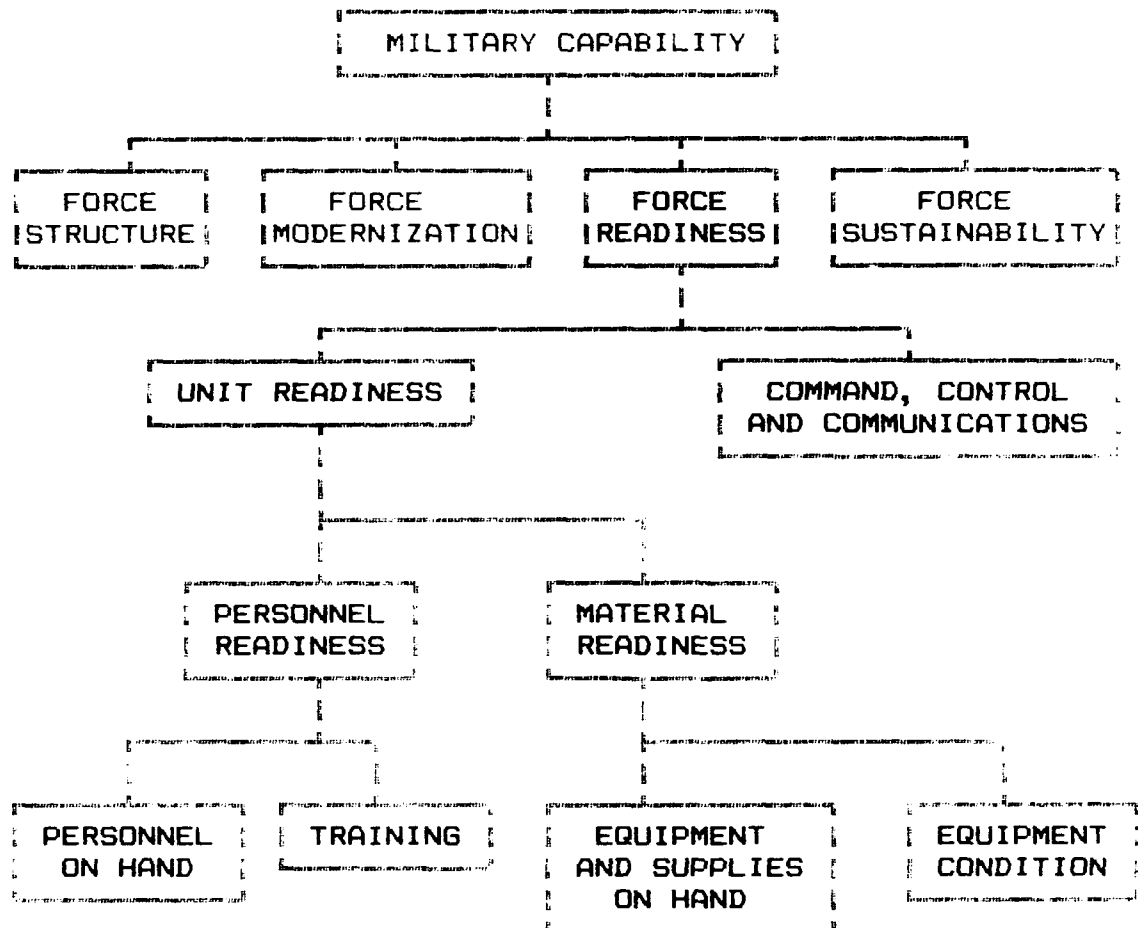 MILITARY CAPABILITY
FORCE
STRUCTURE
FORCE
MODERNIZATION
FORCE
READINESS
FORCE
SUSTAINABILITY
UNIT READINESS
COMMAND, CONTROL
AND COMMUNICATIONS
PERSONNEL
READINESS
MATERIAL
READINESS
PERSONNEL
ON HAND
TRAINING
EQUIPMENT
AND SUPPLIES
ON HAND
EQUIPMENT
CONDITION